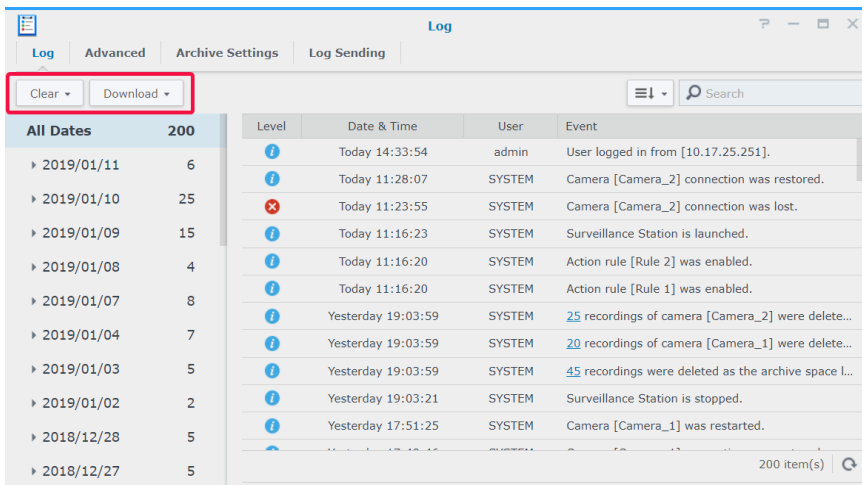 Log
Log Advanced Archive Settings Log Sending
Clear Download Search
All Dates 200
2019/01/11 6
2019/01/10 25
2019/01/09 15
2019/01/08 4
2019/01/07 8
2019/01/04 7
2019/01/03 5
2019/01/02 2
2018/12/28 5
2018/12/27 5
Level Date & Time User Event
Today 14:33:54 admin User logged in from [10.17.25.251].
Today 11:28:07 SYSTEM Camera [Camera_2] connection was restored.
Today 11:23:55 SYSTEM Camera [Camera_2] connection was lost.
Today 11:16:23 SYSTEM Surveillance Station is launched.
Today 11:16:20 SYSTEM Action rule [Rule 2] was enabled.
Today 11:16:20 SYSTEM Action rule [Rule 1] was enabled.
Yesterday 19:03:59 SYSTEM 25 recordings of camera [Camera_2] were delete...
Yesterday 19:03:59 SYSTEM 20 recordings of camera [Camera_1] were delete...
Yesterday 19:03:59 SYSTEM 45 recordings were deleted as the archive space l...
Yesterday 19:03:21 SYSTEM Surveillance Station is stopped.
Yesterday 17:51:25 SYSTEM Camera [Camera_1] was restarted.
200 item(s)